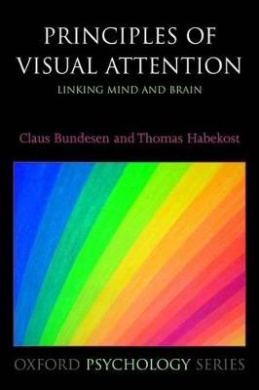 PRINCIPLES OF
VISUAL ATTENTION
LINKING MIND AND BRAIN
Claus Bundesen and Thomas Habekost
OXFORD PSYCHOLOGY SERIES